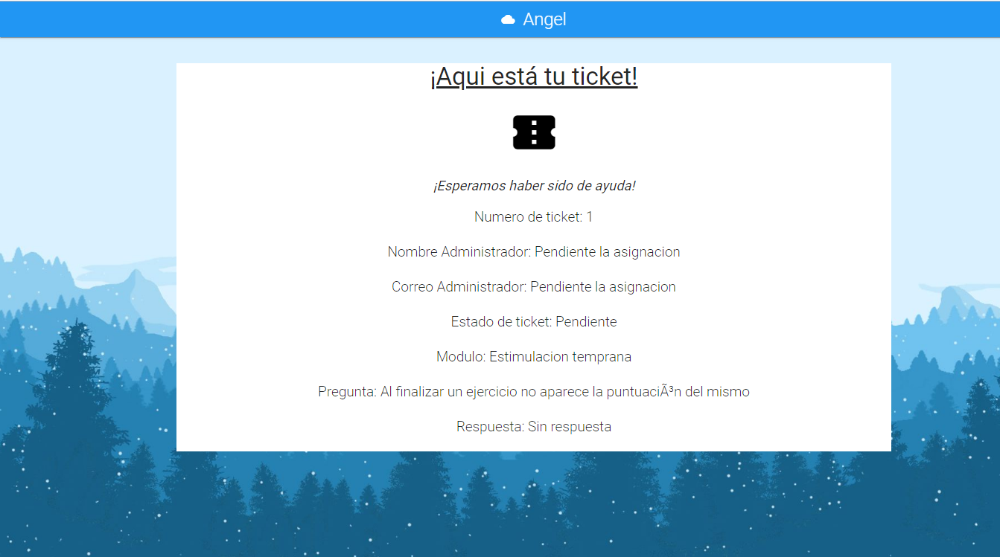 Angel
¡Aqui está tu ticket!
¡Esperamos haber sido de ayuda!
Numero de ticket: 1
Nombre Administrador: Pendiente la asignacion
Correo Administrador: Pendiente la asignacion
Estado de ticket: Pendiente
Modulo: Estimulacion temprana
Pregunta: Al finalizar un ejercicio no aparece la puntuaciÃ³n del mismo
Respuesta: Sin respuesta